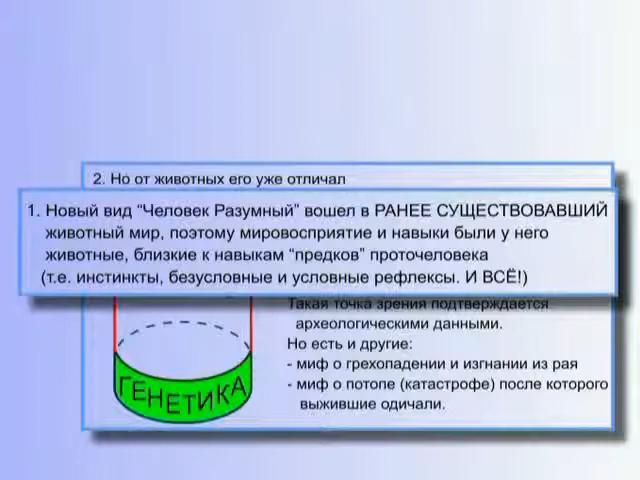 2. Но от животных его уже отличал
1. Новый вид “Человек Разумный” вошел в РАНЕЕ СУЩЕСТВОВАВШИЙ
животный мир, поэтому мировосприятие и навыки были у него
животные, близкие к навыкам “предков” проточеловека
(т.е. инстинкты, безусловные и условные рефлексы. И ВСЁ!)
Такая точка зрения подтверждается
археологическими данными.
Но есть и другие:
- миф о грехопадении и изгнании из рая
- миф о потопе (катастрофе) после которого
выжившие одичали.
ГЕНЕТИКА